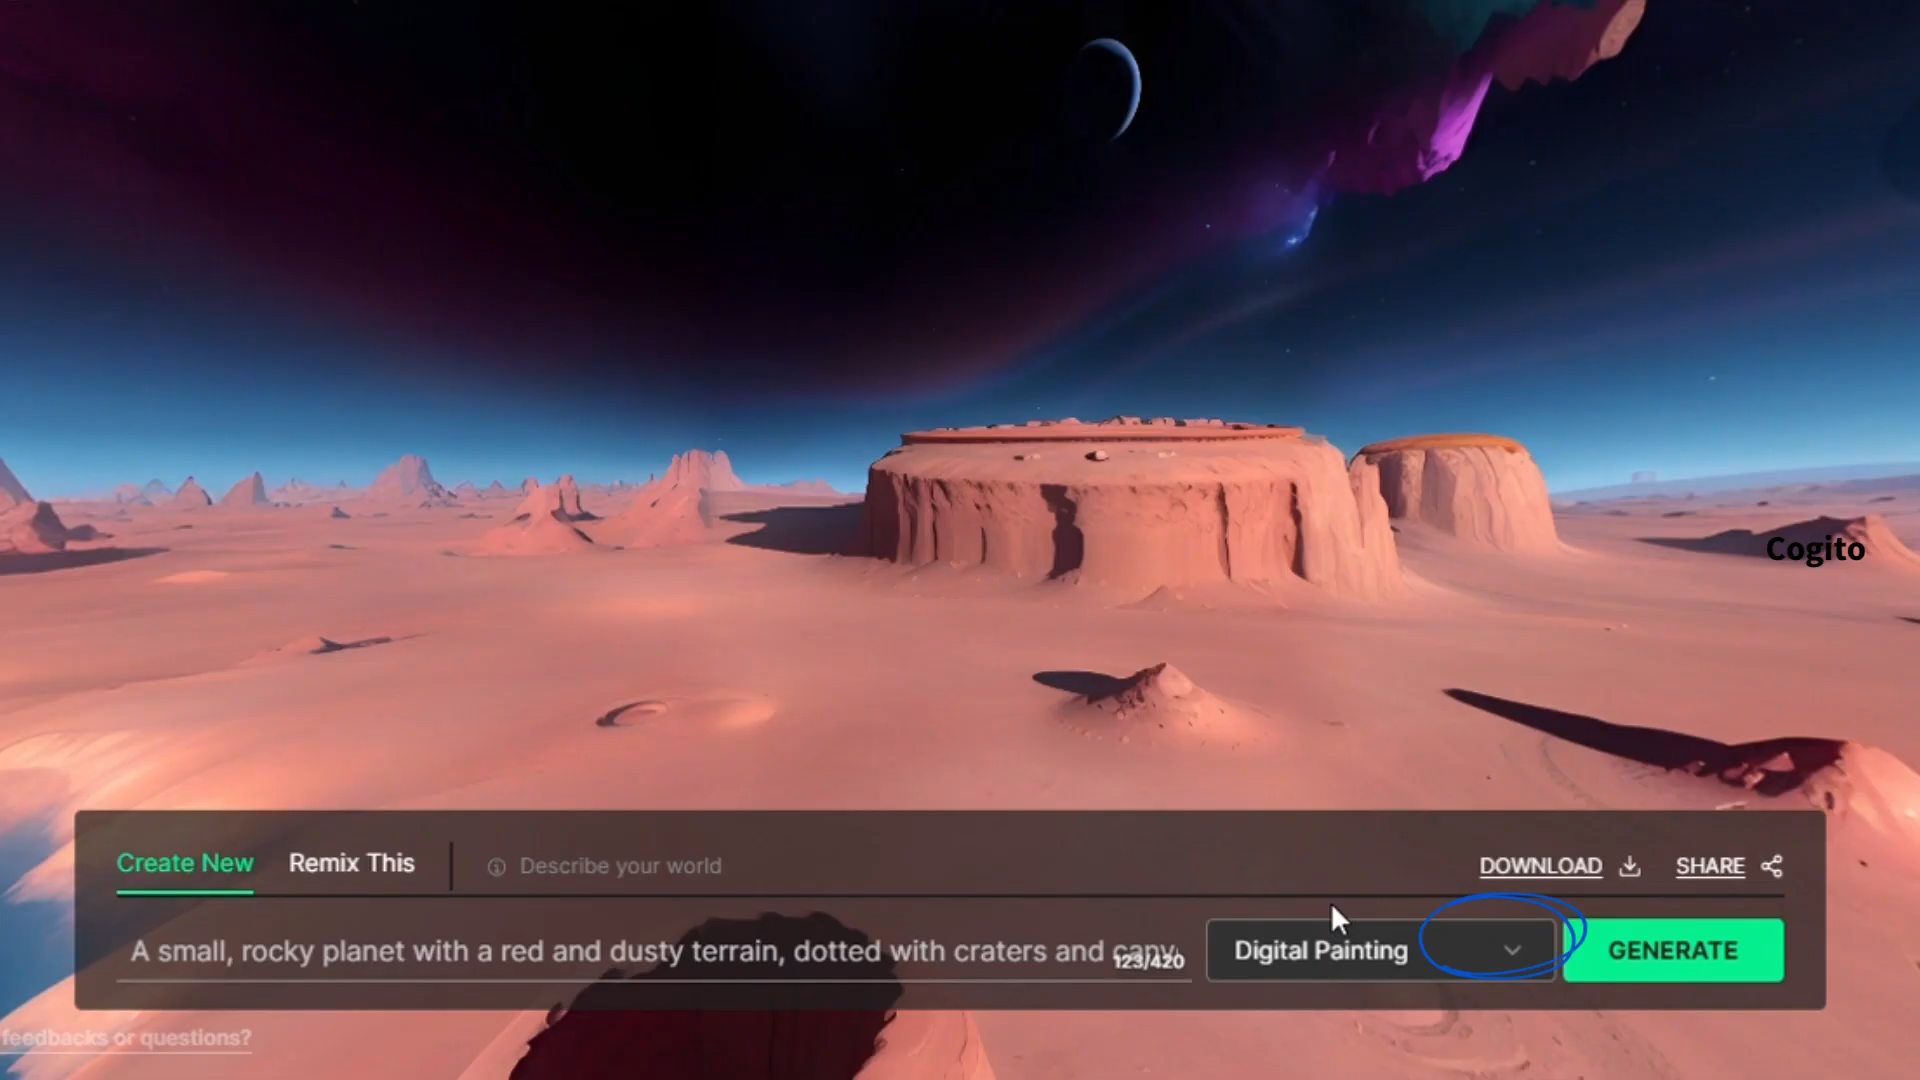 Cogito
Create New Remix This Describe your world DOWNLOAD SHARE
A small, rocky planet with a red and dusty terrain, dotted with craters and cany
123/420
Digital Painting GENERATE
feedbacks or questions?